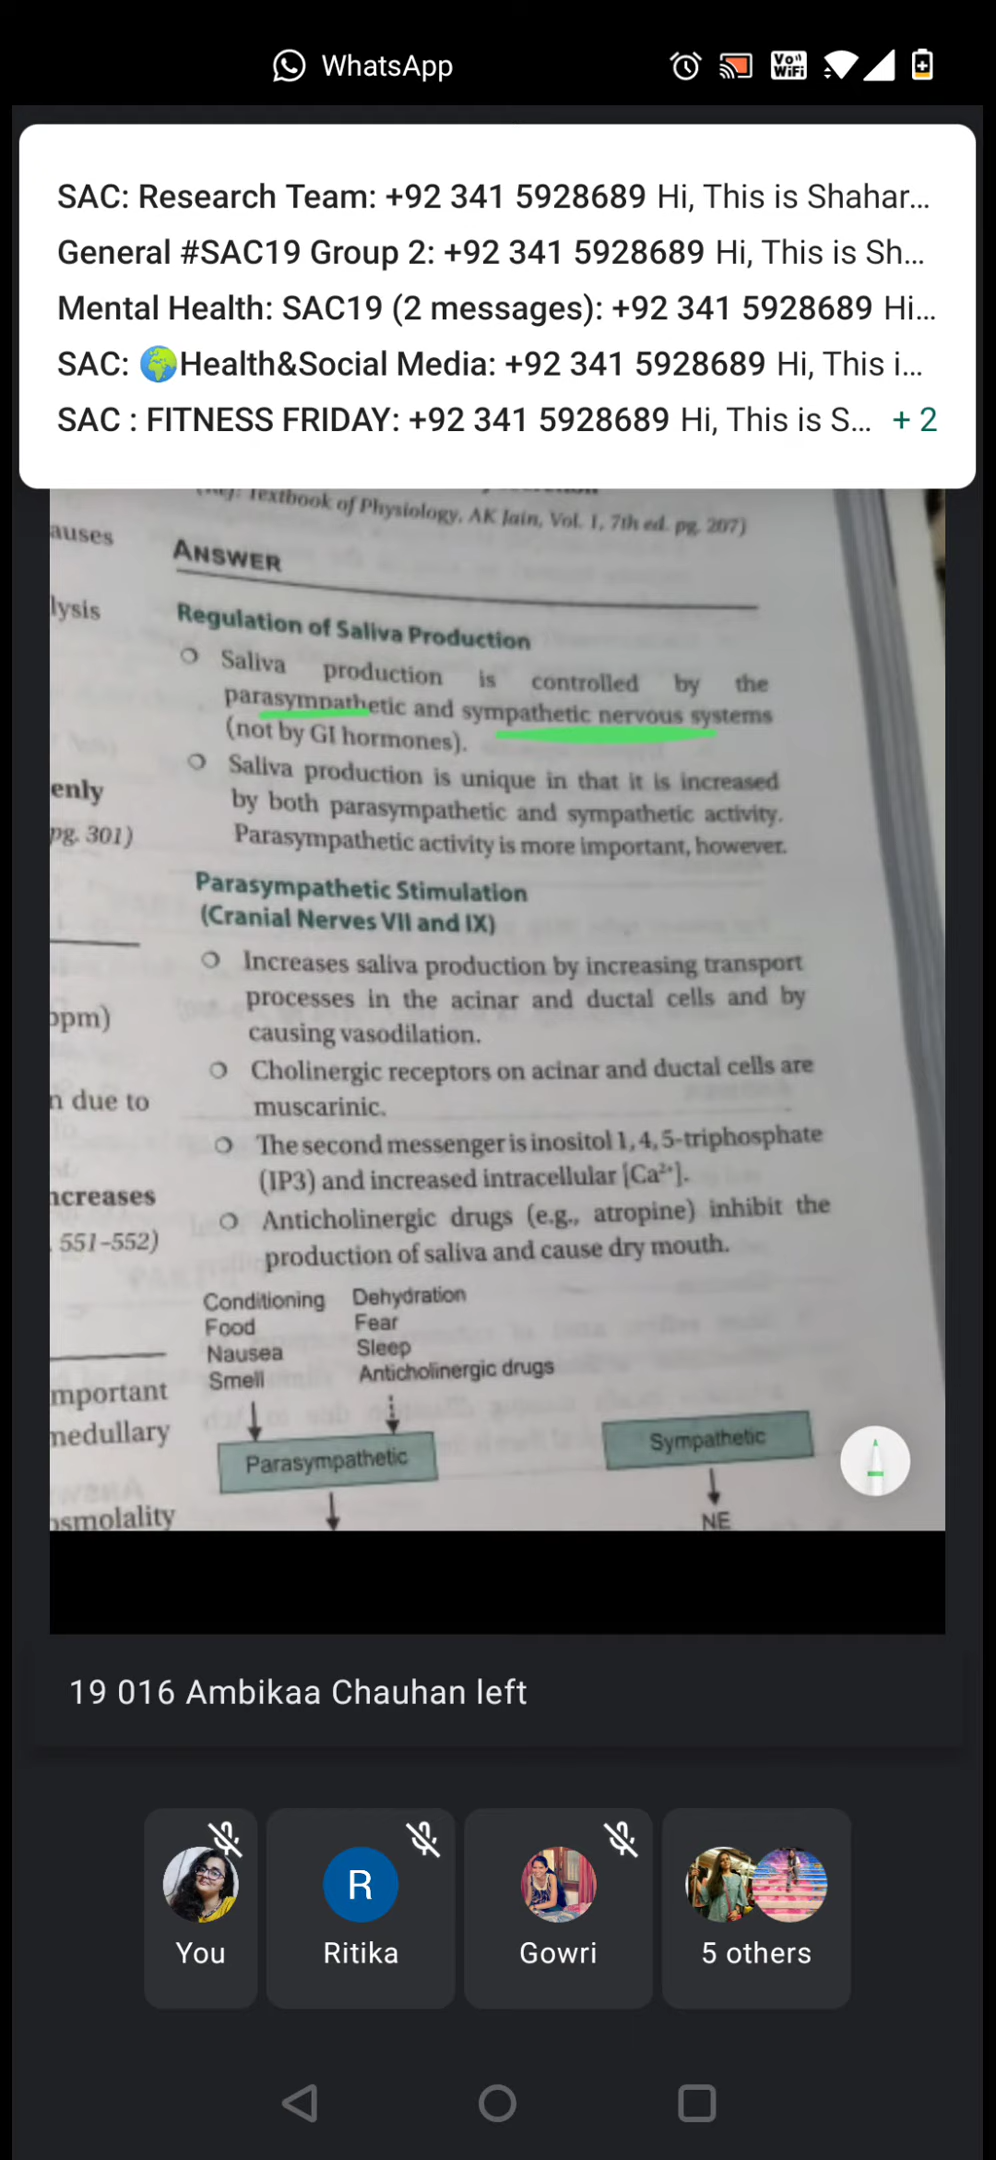 WhatsApp
Vo))
WiFi
SAC: Research Team: +92 341 5928689 Hi, This is Shahar...
General #SAC19 Group 2: +92 341 5928689 Hi, This is Sh...
Mental Health: SAC19 (2 messages): +92 341 5928689 Hi...
SAC: 🌍Health&Social Media: +92 341 5928689 Hi, This i...
SAC : FITNESS FRIDAY: +92 341 5928689 Hi, This is S... + 2
Textbook of Physiology, AK Jain, Vol. 1, 7th ed. pg. 207)
auses
lysis
enly
pg. 301)
ppm)
n due to
ncreases
551–552)
mportant
medullary
osmolality
ANSWER
Regulation of Saliva Production
Saliva production is controlled by the
parasympathetic and sympathetic nervous systems
(not by GI hormones).
Saliva production is unique in that it is increased
by both parasympathetic and sympathetic activity.
Parasympathetic activity is more important, however.
Parasympathetic Stimulation
(Cranial Nerves VII and IX)
Increases saliva production by increasing transport
processes in the acinar and ductal cells and by
causing vasodilation.
Cholinergic receptors on acinar and ductal cells are
muscarinic.
The second messenger is inositol 1, 4, 5-triphosphate
(IP3) and increased intracellular [Ca²⁺].
Anticholinergic drugs (e.g., atropine) inhibit the
production of saliva and cause dry mouth.
Conditioning Dehydration
Food Fear
Nausea Sleep
Smell Anticholinergic drugs
Parasympathetic Sympathetic
NE
19 016 Ambikaa Chauhan left
R
You Ritika Gowri 5 others